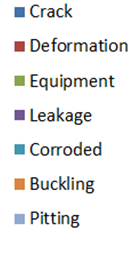 Crack
Deformation
Equipment
Leakage
Corroded
Buckling
Pitting